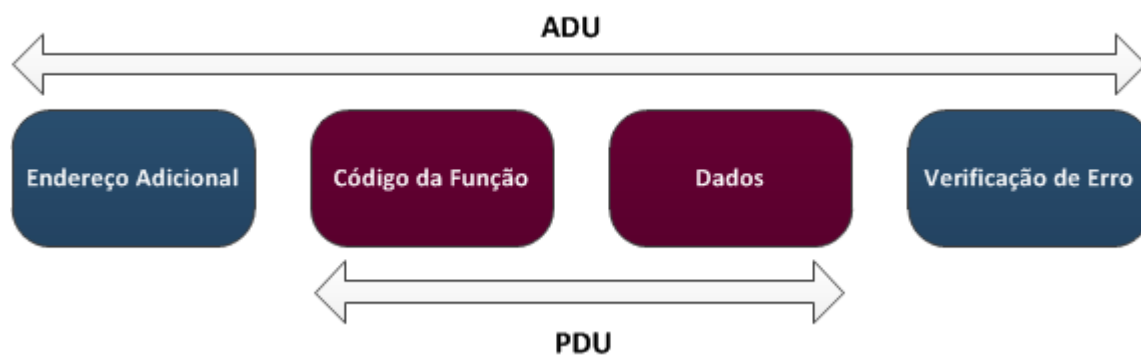 ADU
Endereço Adicional
Código da Função
Dados
Verificação de Erro
PDU